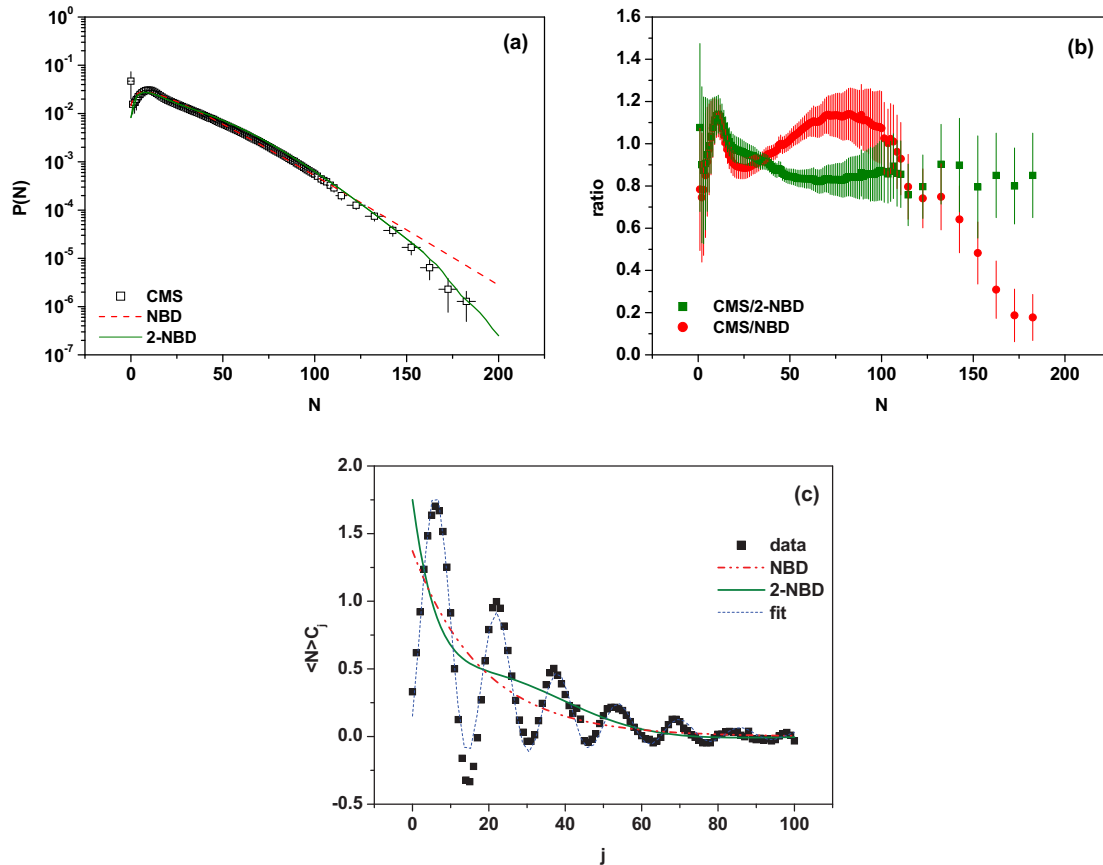 (a)
10^0
10^-1
10^-2
10^-3
10^-4
10^-5
10^-6
10^-7
P(N)
CMS
NBD
2-NBD
0 50 100 150 200
N
(b)
1.6
1.4
1.2
1.0
0.8
0.6
0.4
0.2
0.0
ratio
CMS/2-NBD
CMS/NBD
0 50 100 150 200
N
(c)
2.0
1.5
1.0
0.5
0.0
-0.5
<N>C_j
data
NBD
2-NBD
fit
0 20 40 60 80 100
j